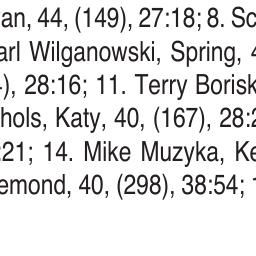 an, 44, (149), 27:18; 8. Sc
arl Wilganowski, Spring, 4
), 28:16; 11. Terry Borisk
hols, Katy, 40, (167), 28:2
:21; 14. Mike Muzyka, Ke
emond, 40, (298), 38:54; 1